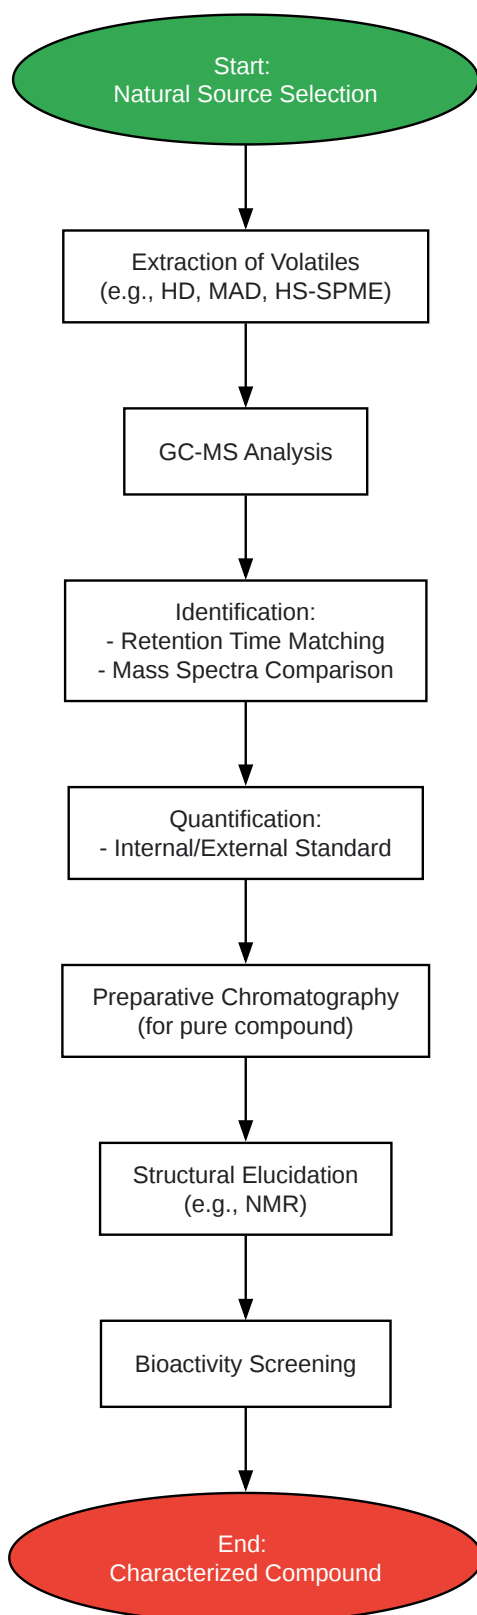 Start:
Natural Source Selection
Extraction of Volatiles
(e.g., HD, MAD, HS-SPME)
GC-MS Analysis
Identification:
- Retention Time Matching
- Mass Spectra Comparison
Quantification:
- Internal/External Standard
Preparative Chromatography
(for pure compound)
Structural Elucidation
(e.g., NMR)
Bioactivity Screening
End:
Characterized Compound